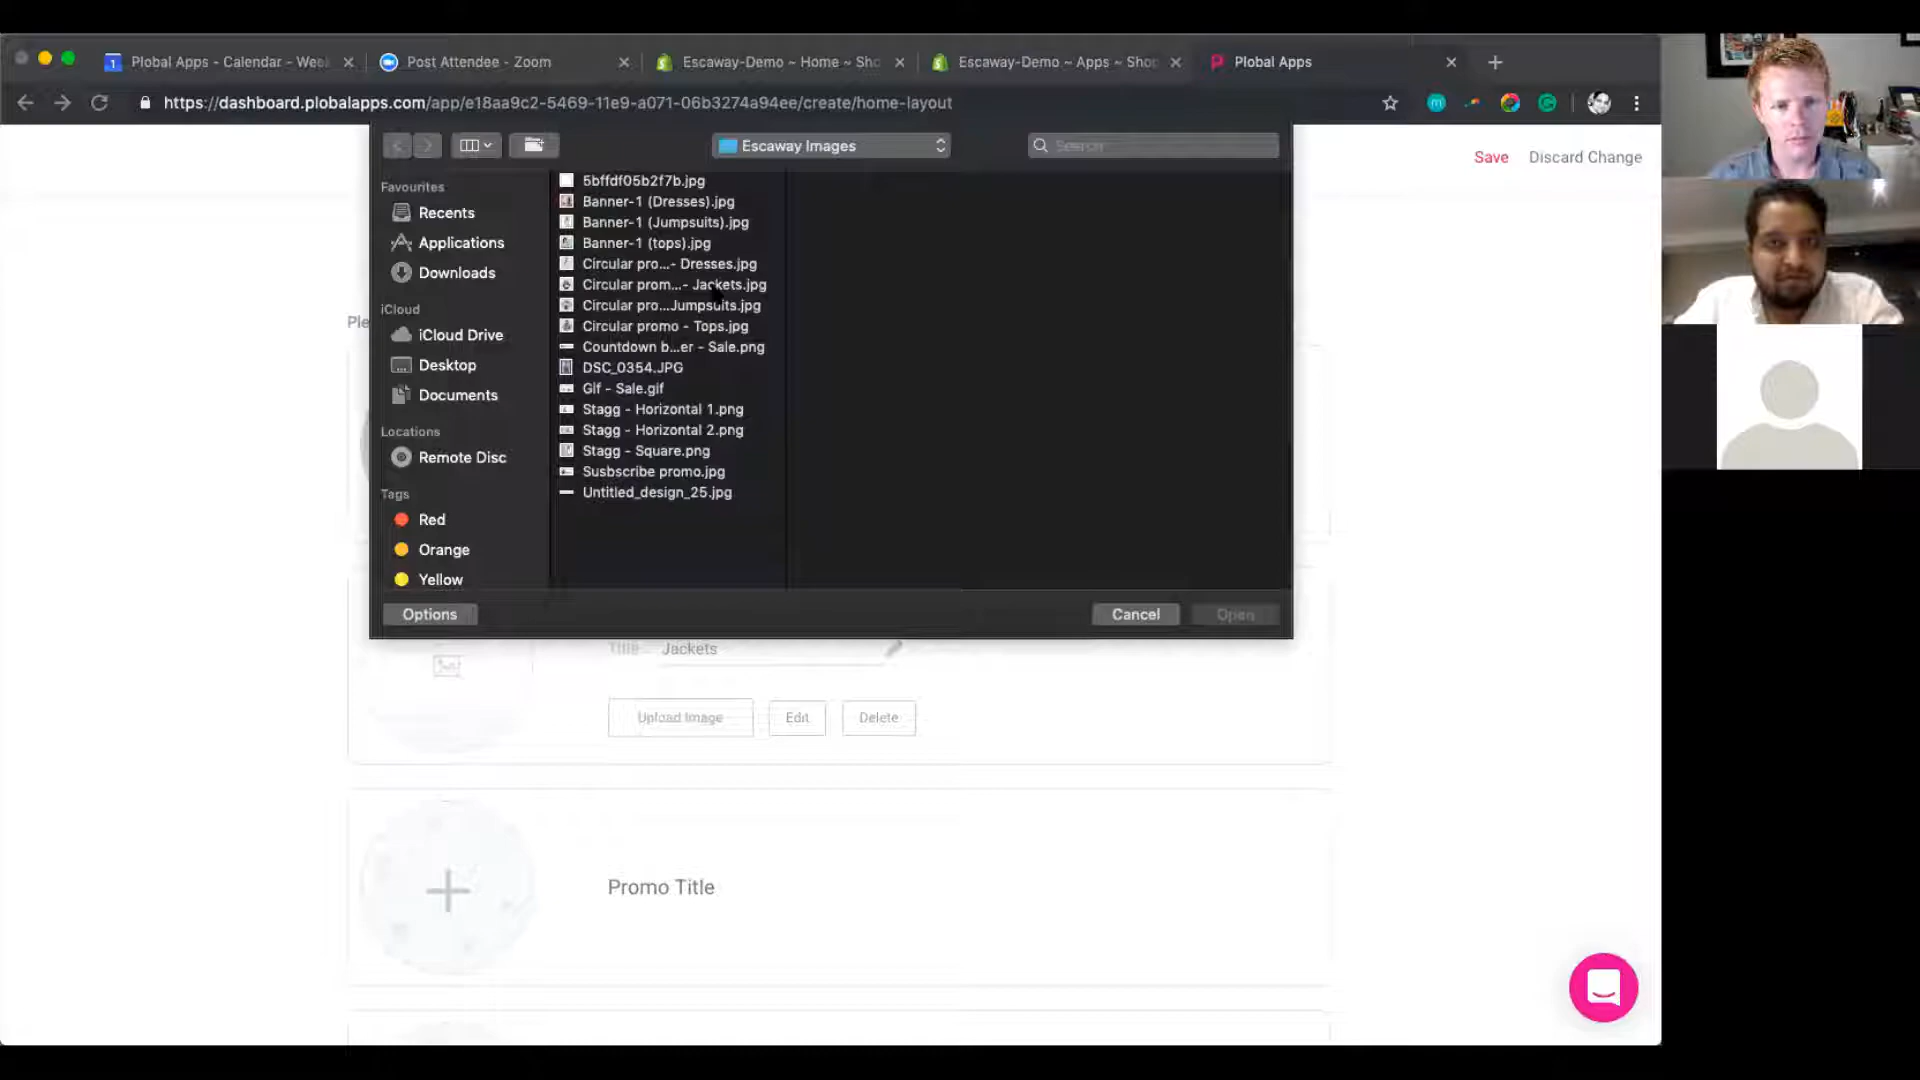 Plobal Apps - Calendar - Wee
Post Attendee - Zoom
Escaway-Demo ~ Home ~ Sho
Escaway-Demo ~ Apps ~ Sho
Plobal Apps
https://dashboard.plobalapps.com/app/e18aa9c2-5469-11e9-a071-06b3274a94ee/create/home-layout
Escaway Images
Search
Save
Discard Change
Favourites
Recents
Applications
Downloads
iCloud
iCloud Drive
Desktop
Documents
Locations
Remote Disc
Tags
Red
Orange
Yellow
5bffdf05b2f7b.jpg
Banner-1 (Dresses).jpg
Banner-1 (Jumpsuits).jpg
Banner-1 (tops).jpg
Circular pro...- Dresses.jpg
Circular prom...- Jackets.jpg
Circular pro...Jumpsuits.jpg
Circular promo - Tops.jpg
Countdown b...er - Sale.png
DSC_0354.JPG
Gif - Sale.gif
Stagg - Horizontal 1.png
Stagg - Horizontal 2.png
Stagg - Square.png
Susbscribe promo.jpg
Untitled_design_25.jpg
Ple
Options
Cancel
Open
Title
Jackets
Upload Image
Edit
Delete
Promo Title